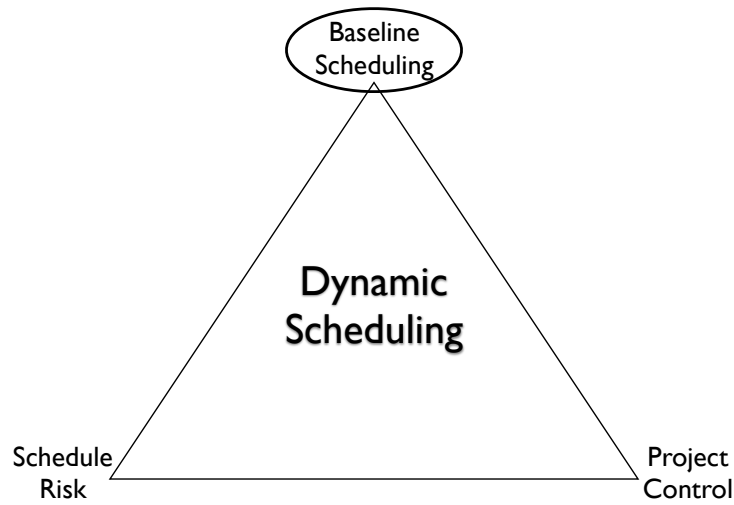 Baseline
Scheduling
Dynamic
Scheduling
Schedule
Risk
Project
Control